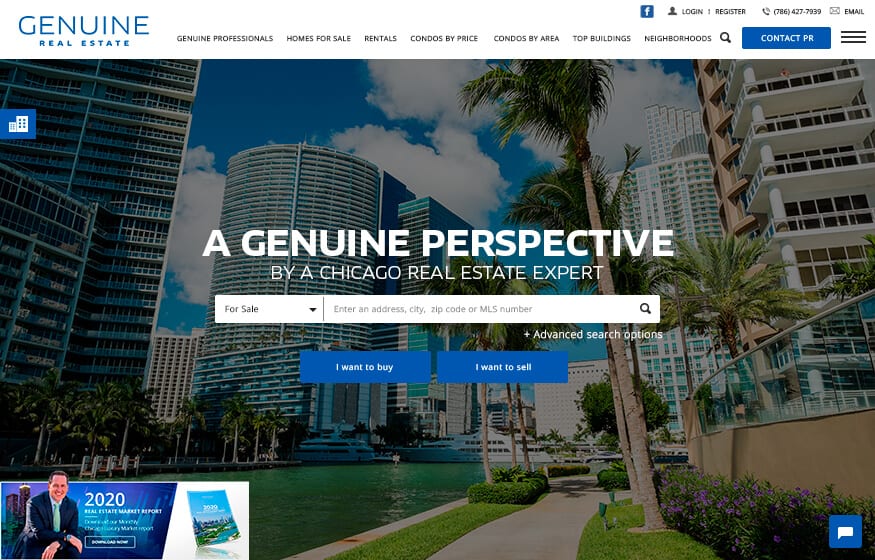 GENUINE
REAL ESTATE
f
LOGIN
REGISTER
(786) 427-7939
EMAIL
GENUINE PROFESSIONALS
HOMES FOR SALE
RENTALS
CONDOS BY PRICE
CONDOS BY AREA
TOP BUILDINGS
NEIGHBORHOODS
CONTACT PR
A GENUINE PERSPECTIVE
BY A CHICAGO REAL ESTATE EXPERT
For Sale
Enter an address, city, zip code or MLS number
+ Advanced search options
I want to buy
I want to sell
2020
REAL ESTATE MARKET REPORT
Download our Monthly
Chicago Luxury Market report
DOWNLOAD NOW!
2020